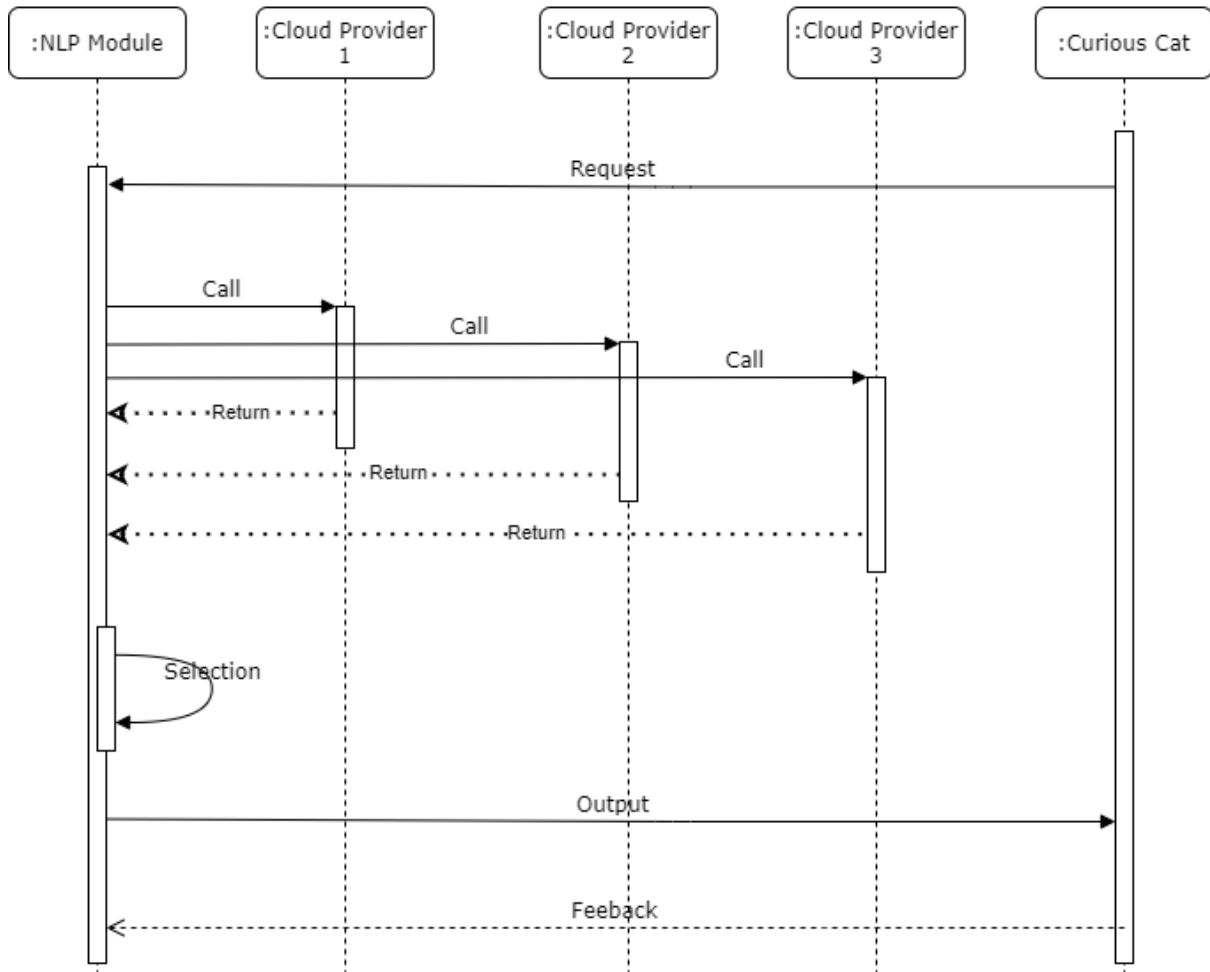 :NLP Module
:Cloud Provider
1
:Cloud Provider
2
:Cloud Provider
3
:Curious Cat
Request
Call
Call
Call
Return
Return
Return
Selection
Output
Feeback